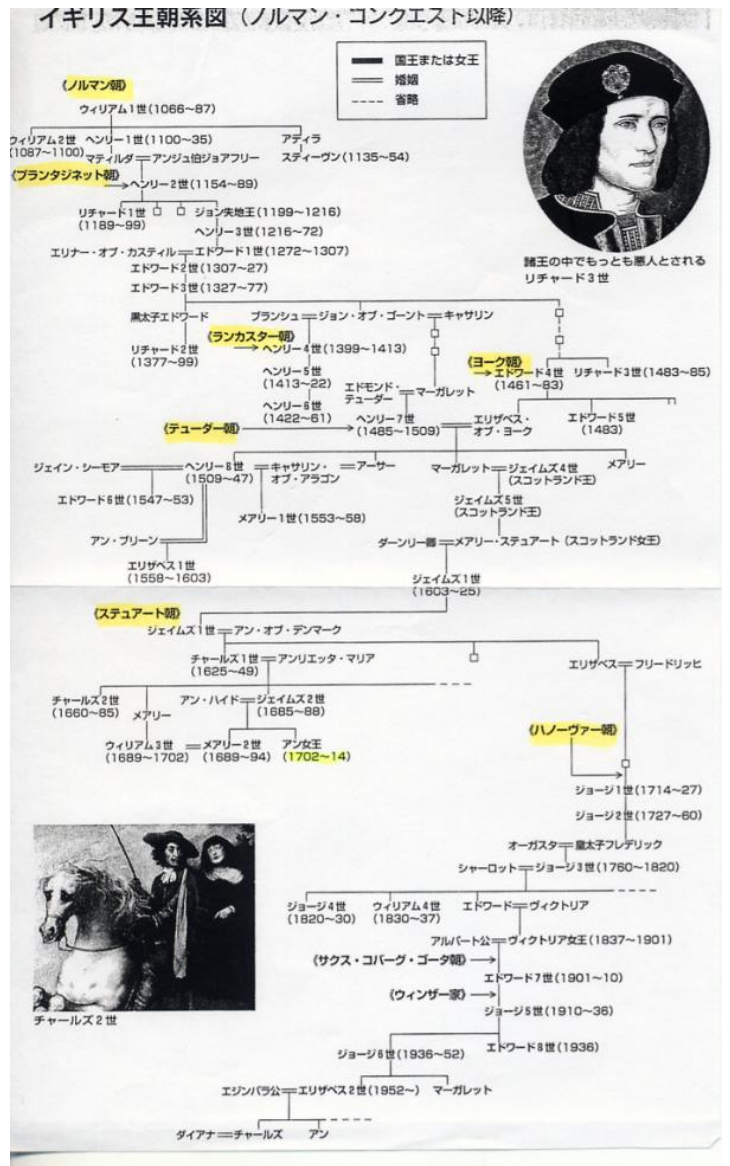 イギリス王朝系図（ノルマン・コンクエスト以降）
国王または女王
婚姻
省略
《ノルマン朝》
ウィリアム1世(1066〜87)
ウィリアム2世 ヘンリー1世(1100〜35) アティラ
(1087〜1100) マティルダ アンジュ伯ジョアフリー スティーヴン(1135〜54)
《プランタジネット朝》
ヘンリー2世(1154〜89)
リチャード1世 ジョン失地王(1199〜1216)
(1189〜99)
ヘンリー3世(1216〜72)
エリナー・オブ・カスティル エドワード1世(1272〜1307)
エドワード2世(1307〜27)
エドワード3世(1327〜77)
諸王の中でもっとも悪人とされる
リチャード3世
黒太子エドワード ブランシュ ジョン・オブ・ゴーント キャサリン
《ランカスター朝》
リチャード2世 ヘンリー4世(1399〜1413)
(1377〜99)
《ヨーク朝》
ヘンリー5世 エドワード4世 リチャード3世(1483〜85)
(1413〜22) (1461〜83)
エドモンド・
テューダー マーガレット
ヘンリー6世
(1422〜61)
《テューダー朝》
ヘンリー7世 エリザベス・ エドワード5世
(1485〜1509) オブ・ヨーク (1483)
ジェイン・シーモア ヘンリー8世 キャサリン・ アーサー マーガレット ジェイムズ4世 メアリー
(1509〜47) オブ・アラゴン (スコットランド王)
エドワード6世(1547〜53) ジェイムズ5世
(スコットランド王)
メアリー1世(1553〜58)
アン・ブリーン ダーンリー卿 メアリー・ステュアート（スコットランド女王）
エリザベス1世 ジェイムズ1世
(1558〜1603) (1603〜25)
《ステュアート朝》
ジェイムズ1世 アン・オブ・デンマーク
チャールズ1世 アンリエッタ・マリア エリザベス フリードリッヒ
(1625〜49)
チャールズ2世 メアリー アン・ハイド ジェイムズ2世
(1660〜85) (1685〜88)
《ハノーヴァー朝》
ウィリアム3世 メアリー2世 アン女王
(1689〜1702) (1689〜94) (1702〜14)
ジョージ1世(1714〜27)
ジョージ2世(1727〜60)
オーガスタ 皇太子フレデリック
シャーロット ジョージ3世(1760〜1820)
ジョージ4世 ウィリアム4世 エドワード ヴィクトリア
(1820〜30) (1830〜37)
アルバート公 ヴィクトリア女王(1837〜1901)
《サクス・コバーグ・ゴータ朝》
エドワード7世(1901〜10)
《ウィンザー家》
ジョージ5世(1910〜36)
チャールズ2世
ジョージ6世(1936〜52) エドワード8世(1936)
エジンバラ公 エリザベス2世(1952〜) マーガレット
ダイアナ チャールズ アン